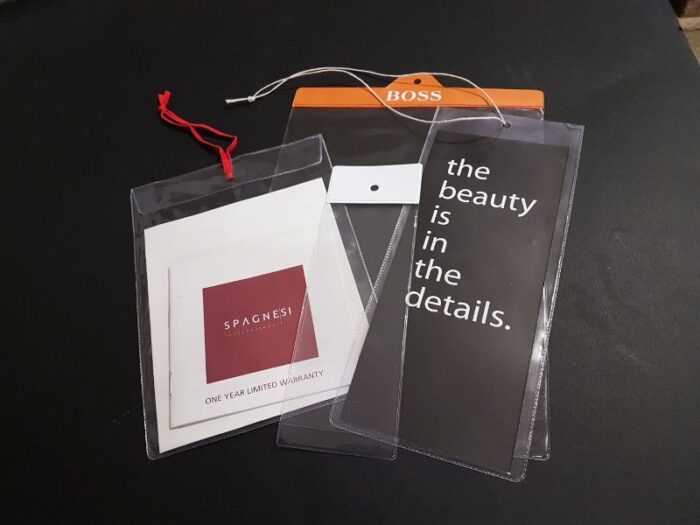 BOSS
the
beauty
is
in
the
details.
SPAGNESI
ONE YEAR LIMITED WARRANTY